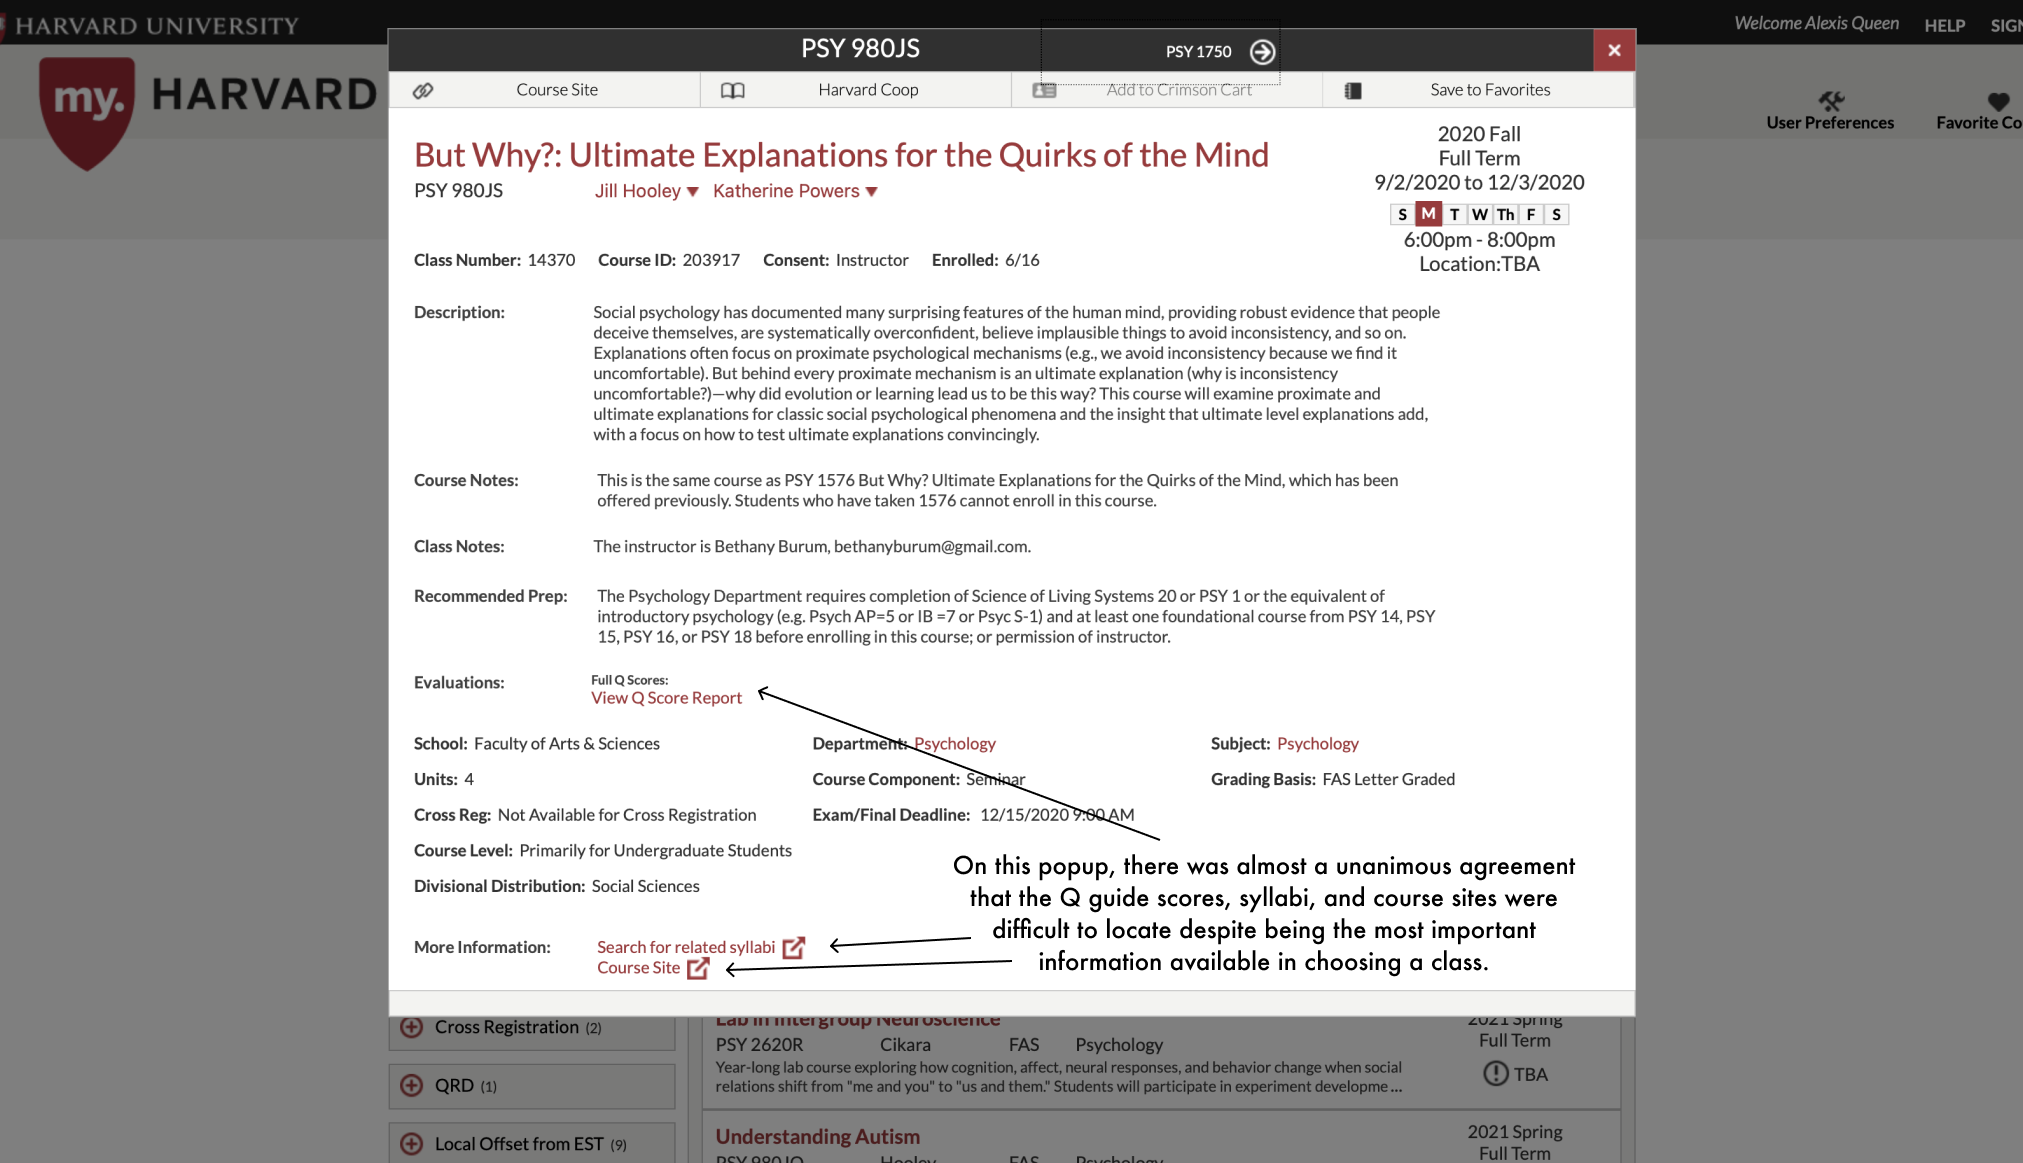 HARVARD UNIVERSITY
Welcome Alexis Queen HELP SIGN
my. HARVARD
User Preferences Favorite Co
PSY 980JS PSY 1750
Course Site Harvard Coop Add to Crimson Cart Save to Favorites
But Why?: Ultimate Explanations for the Quirks of the Mind
PSY 980JS Jill Hooley Katherine Powers
2020 Fall
Full Term
9/2/2020 to 12/3/2020
S M T W Th F S
6:00pm - 8:00pm
Location:TBA
Class Number: 14370 Course ID: 203917 Consent: Instructor Enrolled: 6/16
Description: Social psychology has documented many surprising features of the human mind, providing robust evidence that people
deceive themselves, are systematically overconfident, believe implausible things to avoid inconsistency, and so on.
Explanations often focus on proximate psychological mechanisms (e.g., we avoid inconsistency because we find it
uncomfortable). But behind every proximate mechanism is an ultimate explanation (why is inconsistency
uncomfortable?)—why did evolution or learning lead us to be this way? This course will examine proximate and
ultimate explanations for classic social psychological phenomena and the insight that ultimate level explanations add,
with a focus on how to test ultimate explanations convincingly.
Course Notes: This is the same course as PSY 1576 But Why? Ultimate Explanations for the Quirks of the Mind, which has been
offered previously. Students who have taken 1576 cannot enroll in this course.
Class Notes: The instructor is Bethany Burum, bethanyburum@gmail.com.
Recommended Prep: The Psychology Department requires completion of Science of Living Systems 20 or PSY 1 or the equivalent of
introductory psychology (e.g. Psych AP=5 or IB =7 or Psyc S-1) and at least one foundational course from PSY 14, PSY
15, PSY 16, or PSY 18 before enrolling in this course; or permission of instructor.
Evaluations: Full Q Scores:
View Q Score Report
School: Faculty of Arts & Sciences Department: Psychology Subject: Psychology
Units: 4 Course Component: Seminar Grading Basis: FAS Letter Graded
Cross Reg: Not Available for Cross Registration Exam/Final Deadline: 12/15/2020 9:00 AM
Course Level: Primarily for Undergraduate Students
Divisional Distribution: Social Sciences
On this popup, there was almost a unanimous agreement
that the Q guide scores, syllabi, and course sites were
difficult to locate despite being the most important
information available in choosing a class.
More Information: Search for related syllabi
Course Site
Cross Registration (2)
QRD (1)
Local Offset from EST (9)
Lab in Intergroup Neuroscience 2021 Spring
PSY 2620R Cikara FAS Psychology Full Term
Year-long lab course exploring how cognition, affect, neural responses, and behavior change when social
relations shift from "me and you" to "us and them." Students will participate in experiment developme ...
TBA
Understanding Autism 2021 Spring
PSY 980JQ Hooley FAS Psychology Full Term